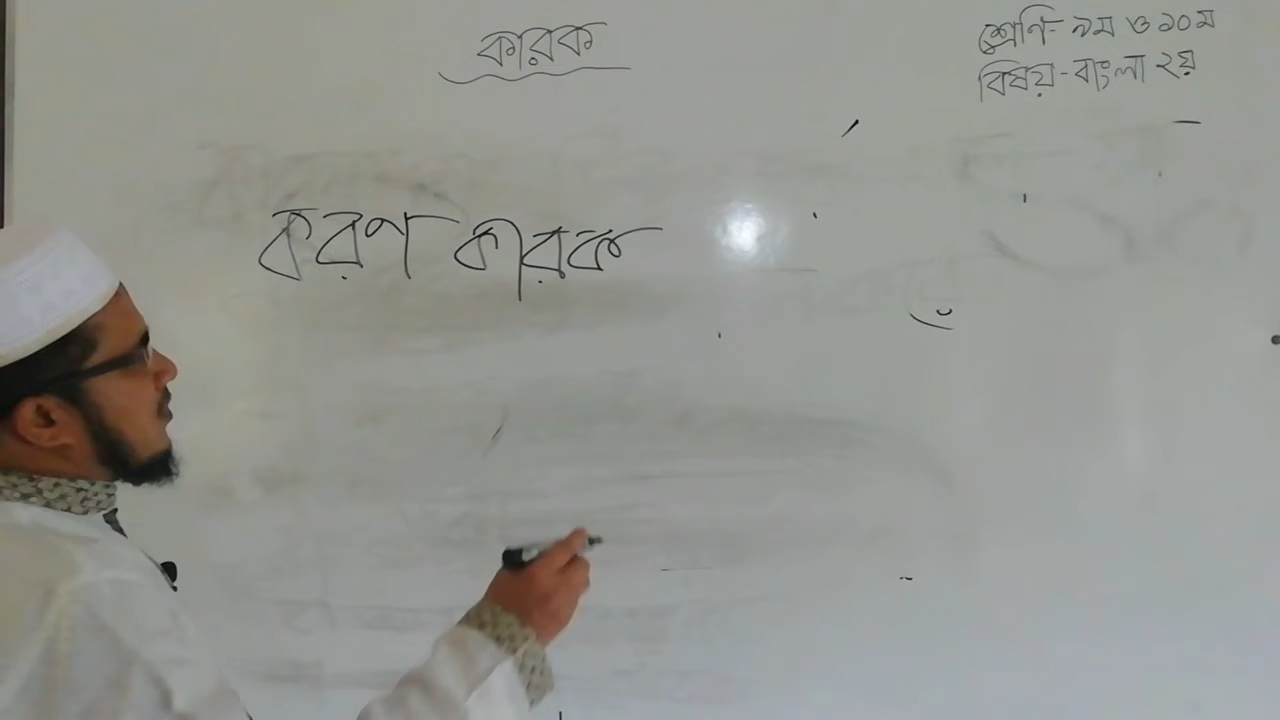 কারক
শ্রেণি- ৯ম ও ১০ম
বিষয়- বাংলা ২য়
করণ কারক